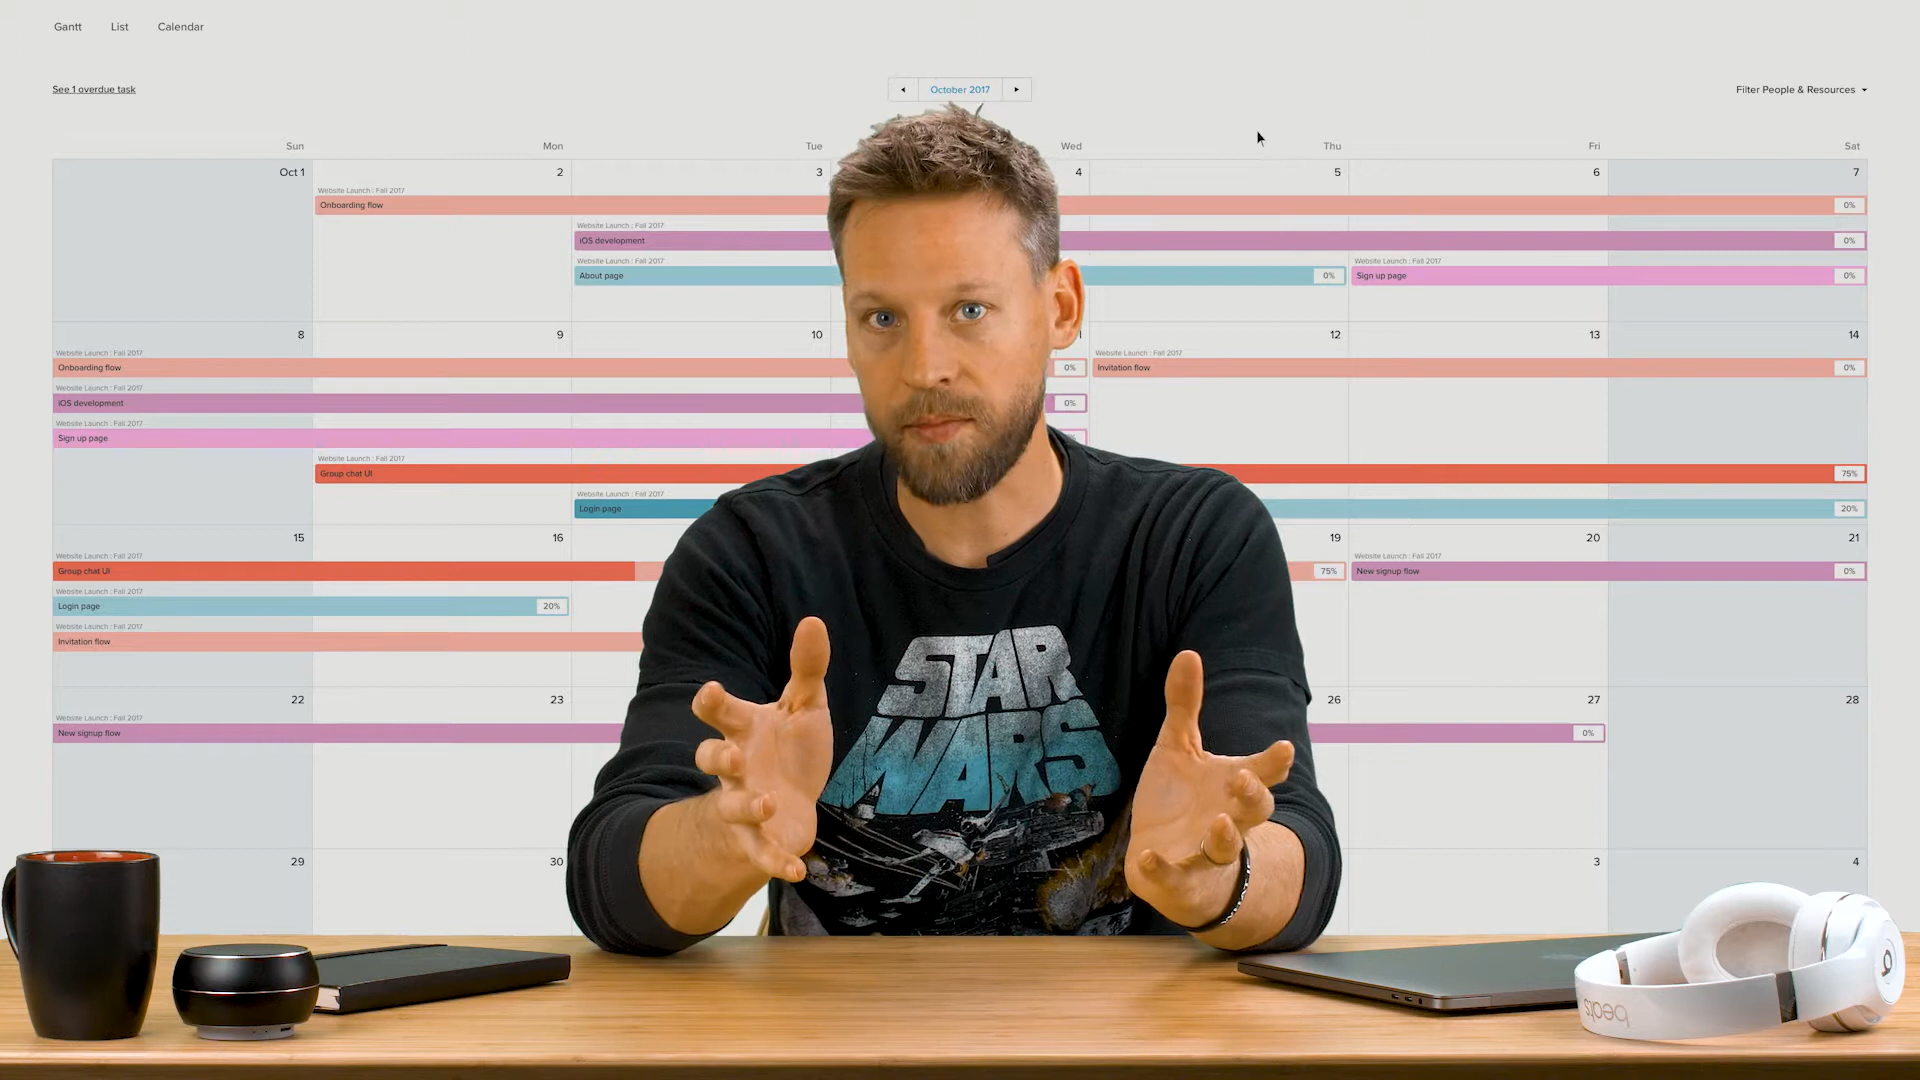 Gantt List Calendar
See 1 overdue task
October 2017
Filter People & Resources
Sun Mon Tue Wed Thu Fri Sat
Oct 1 2 3 4 5 6 7
Website Launch : Fall 2017
Onboarding flow 0%
Website Launch : Fall 2017
iOS development 0%
Website Launch : Fall 2017 Website Launch : Fall 2017
About page 0% Sign up page 0%
8 9 10 12 13 14
Website Launch : Fall 2017 Website Launch : Fall 2017
Onboarding flow 0% Invitation flow 0%
Website Launch : Fall 2017
iOS development 0%
Website Launch : Fall 2017
Sign up page
Website Launch : Fall 2017
Group chat UI 75%
Website Launch : Fall 2017
Login page 20%
15 16 19 20 21
Website Launch : Fall 2017 Website Launch : Fall 2017
Group chat UI 75% New signup flow 0%
Website Launch : Fall 2017
Login page 20%
Website Launch : Fall 2017
Invitation flow
22 23 26 27 28
Website Launch : Fall 2017
New signup flow 0%
29 30 3 4
STAR
WARS
beats